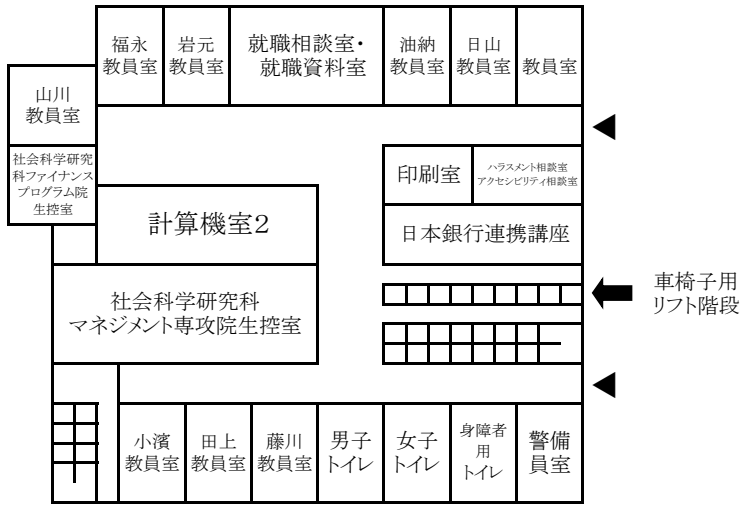 福永
教員室
岩元
教員室
就職相談室・
就職資料室
油納
教員室
日山
教員室
教員室
山川
教員室
社会科学研究
科ファイナンス
プログラム院
生控室
印刷室
ハラスメント相談室
アクセシビリティ相談室
計算機室2
日本銀行連携講座
社会科学研究科
マネジメント専攻院生控室
車椅子用
リフト階段
小濱
教員室
田上
教員室
藤川
教員室
男子
トイレ
女子
トイレ
身障者
用
トイレ
警備
員室